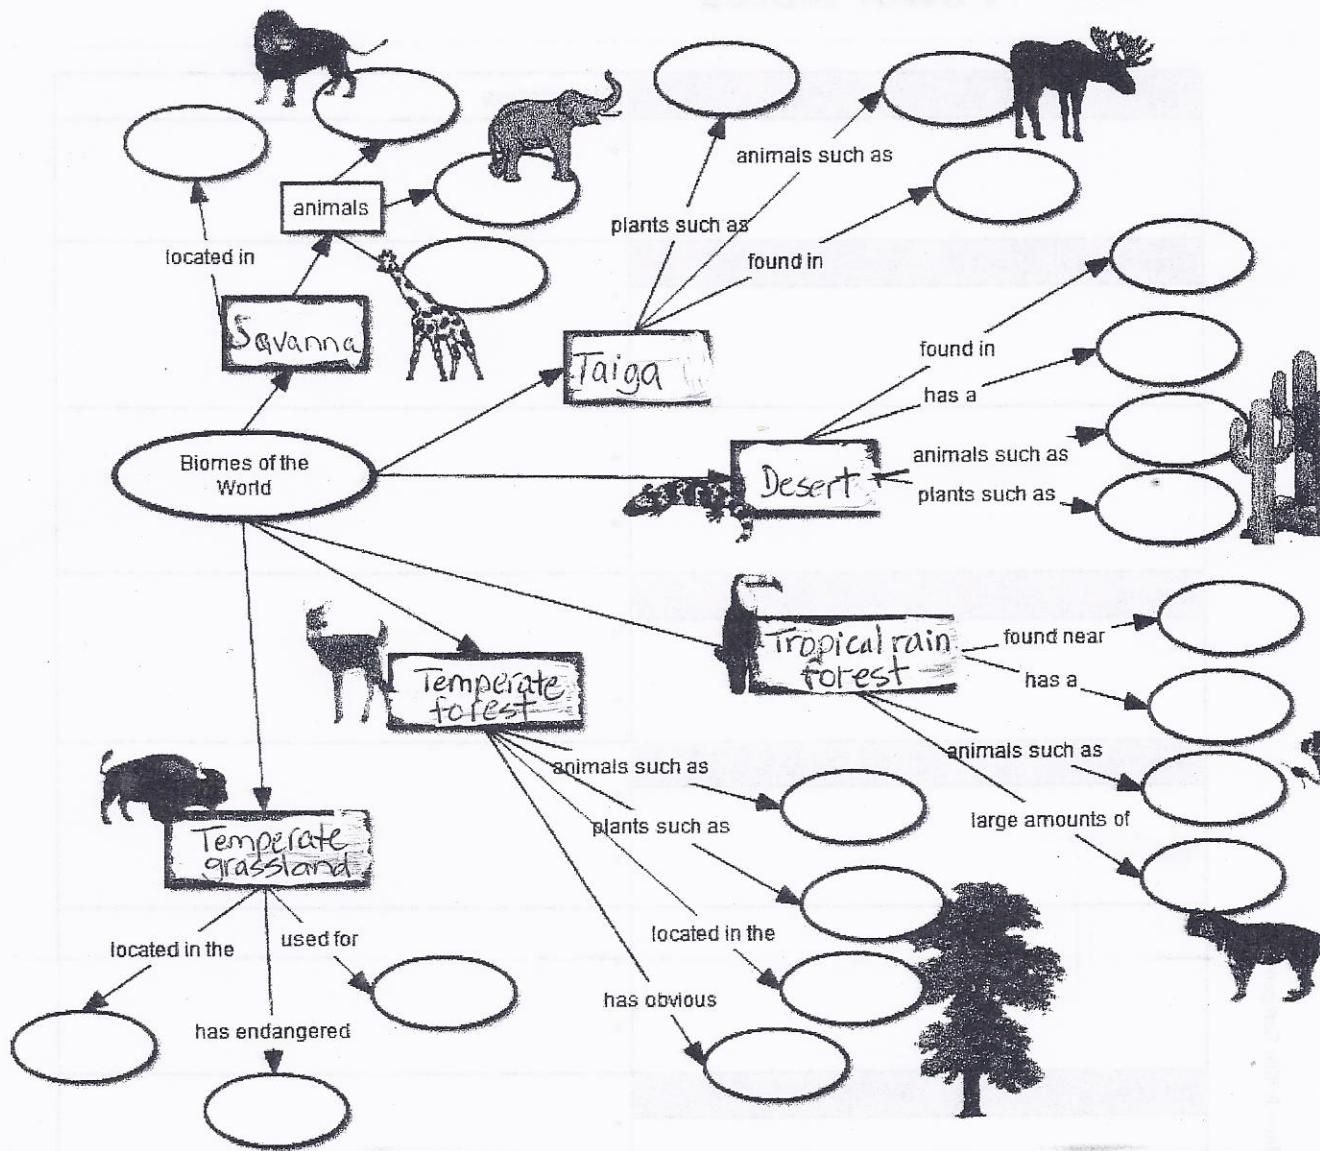 animals
located in
Savanna
plants such as
animals such as
found in
Taiga
found in
has a
animals such as
plants such as
Desert
Biomes of the
World
Tropical rain
forest
found near
has a
animals such as
large amounts of
Temperate
forest
animals such as
plants such as
located in the
has obvious
Temperate
grassland
located in the
used for
has endangered